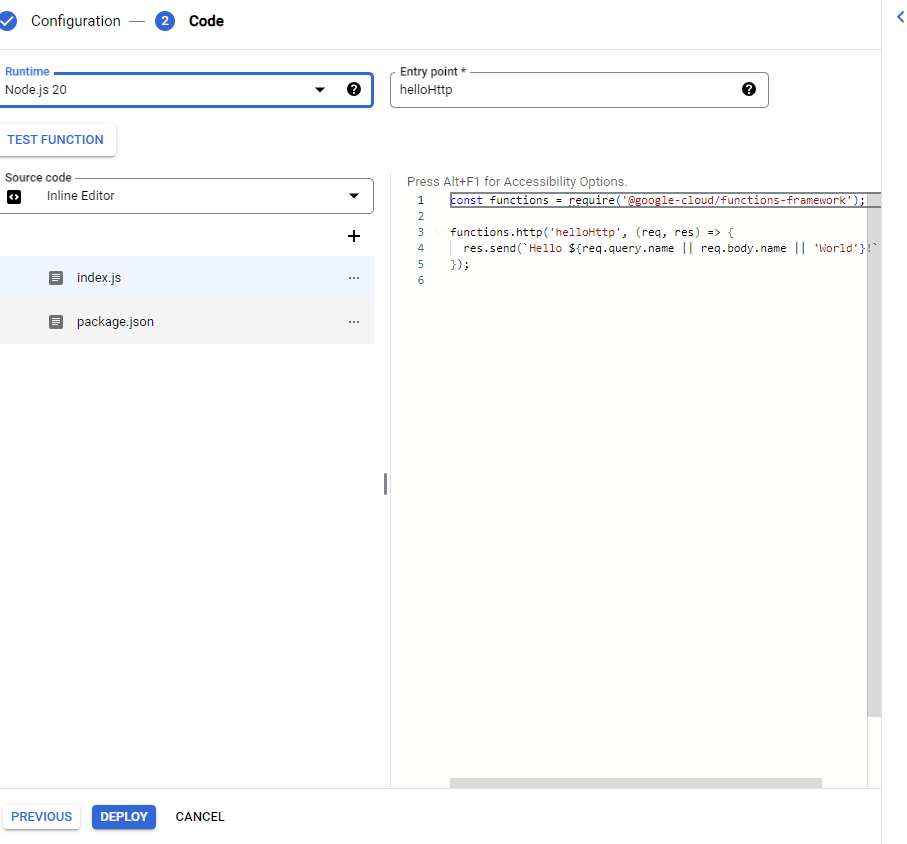 Configuration — 2 Code
Runtime
Node.js 20
Entry point *
helloHttp
TEST FUNCTION
Source code
Inline Editor
index.js
package.json
Press Alt+F1 for Accessibility Options.
1 const functions = require('@google-cloud/functions-framework');
2
3 functions.http('helloHttp', (req, res) => {
4 res.send(`Hello ${req.query.name || req.body.name || 'World'}!`
5 });
6
PREVIOUS DEPLOY CANCEL